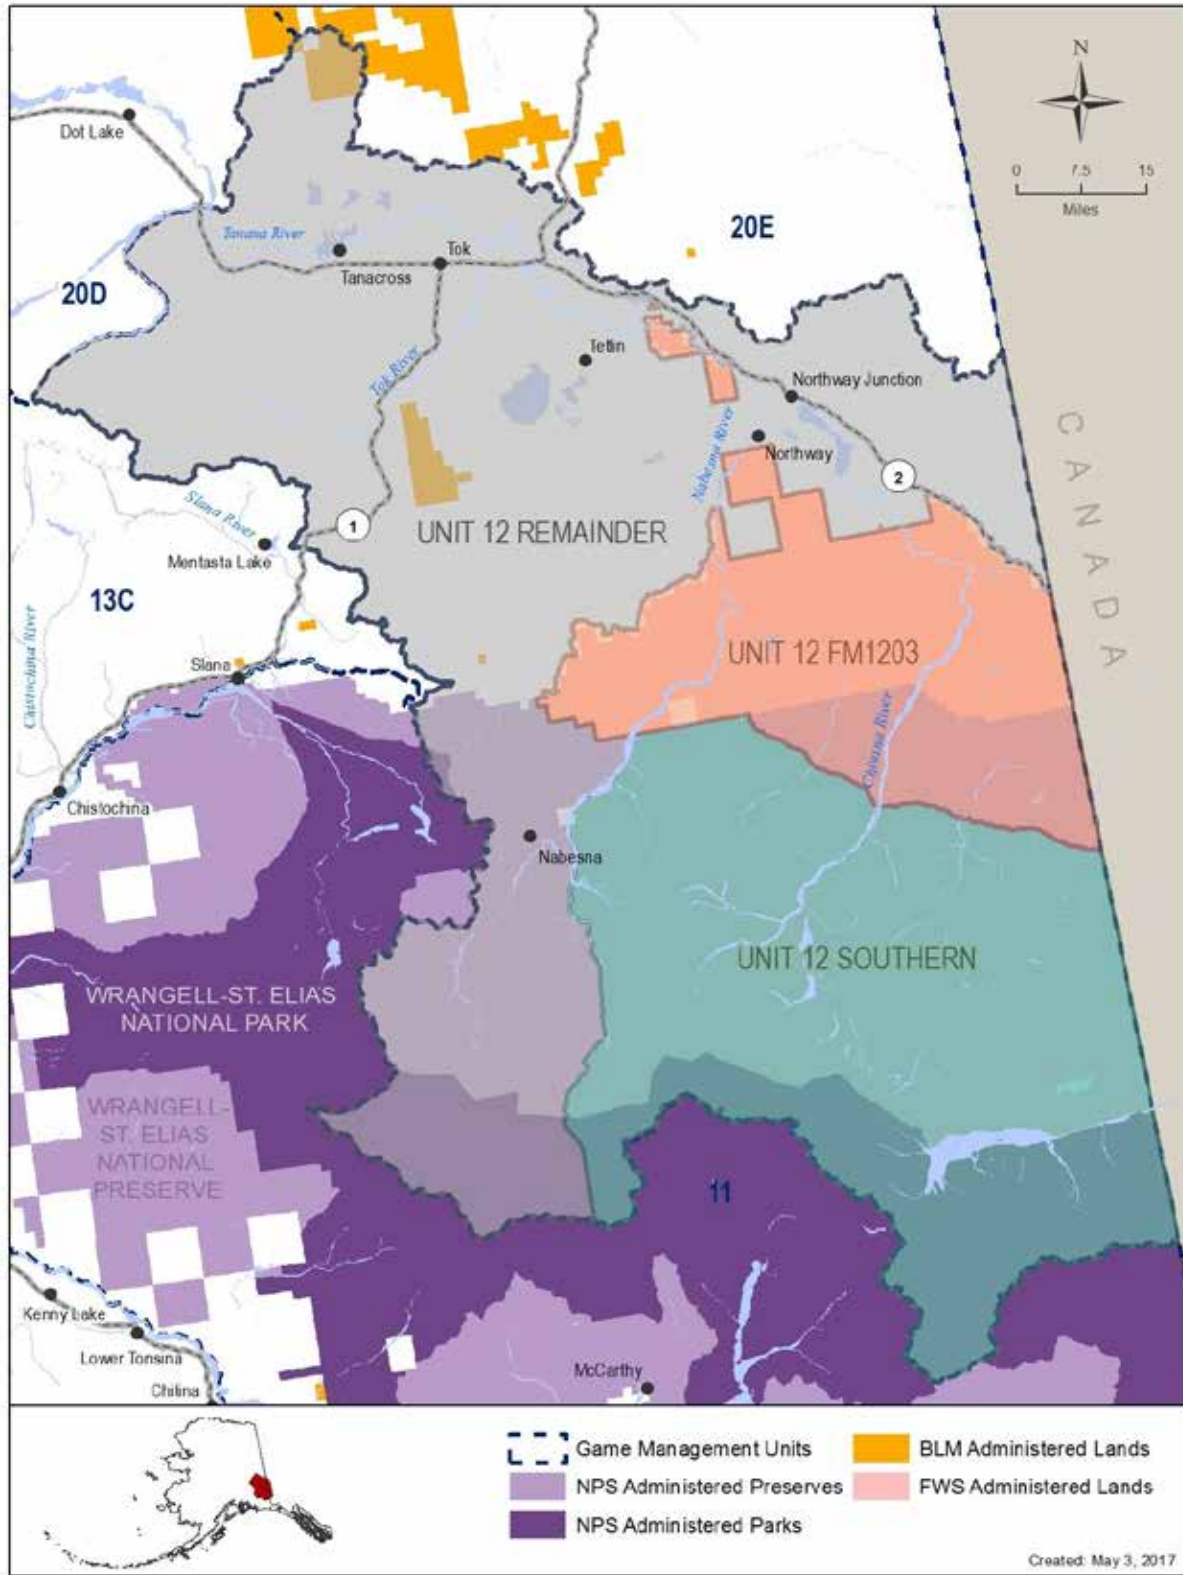 N
0 7.5 15
Miles
Dot Lake
20E
Tanana River
Tok
Tanacross
20D
Tok River
Tetlin
Northway Junction
CANADA
Nabesna River
Northway
2
1
UNIT 12 REMAINDER
Slana River
Mentasta Lake
13C
Chistochina River
Slana
UNIT 12 FM1203
Chisana River
Chistochina
Nabesna
UNIT 12 SOUTHERN
WRANGELL-ST. ELIAS
NATIONAL PARK
WRANGELL-
ST. ELIAS
NATIONAL
PRESERVE
11
Kenny Lake
Lower Tonsina
Chitina
McCarthy
Game Management Units
NPS Administered Preserves
NPS Administered Parks
BLM Administered Lands
FWS Administered Lands
Created: May 3, 2017